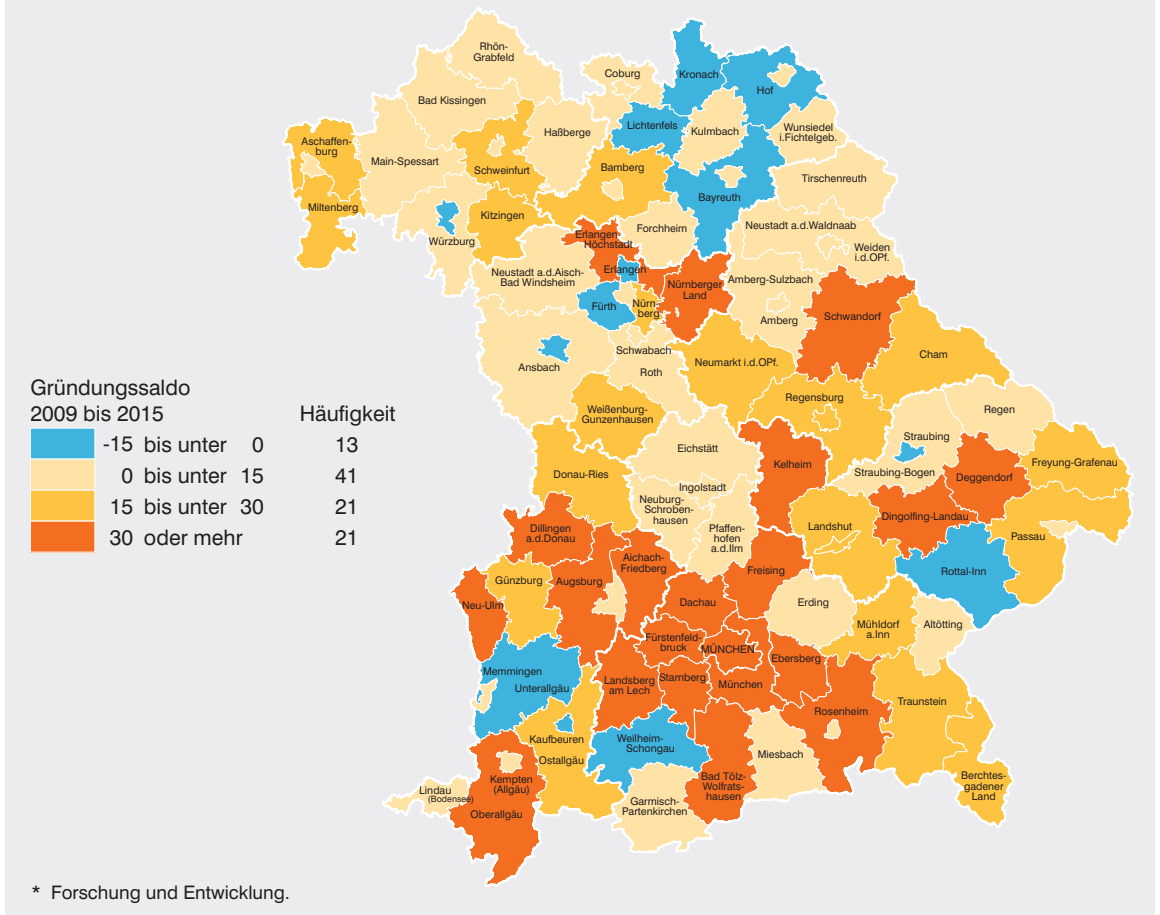 Rhön-
Grabfeld
Coburg
Kronach
Hof
Bad Kissingen
Lichtenfels
Kulmbach
Wunsiedel
i.Fichtelgeb.
Haßberge
Aschaffen-
burg
Main-Spessart
Schweinfurt
Bamberg
Tirschenreuth
Bayreuth
Miltenberg
Kitzingen
Würzburg
Forchheim
Neustadt a.d.Waldnaab
Erlangen-
Höchstadt
Weiden
i.d.OPf.
Neustadt a.d.Aisch-
Bad Windsheim
Erlangen
Nürnberger
Land
Amberg-Sulzbach
Fürth
Nürn-
berg
Amberg
Schwandorf
Schwabach
Ansbach
Roth
Neumarkt i.d.OPf.
Cham
Weißenburg-
Gunzenhausen
Regensburg
Regen
Straubing
Eichstätt
Kelheim
Straubing-Bogen
Freyung-Grafenau
Donau-Ries
Ingolstadt
Deggendorf
Neuburg-
Schroben-
hausen
Dingolfing-Landau
Dillingen
a.d.Donau
Pfaffen-
hofen
a.d.Ilm
Landshut
Passau
Aichach-
Friedberg
Rottal-Inn
Günzburg
Augsburg
Freising
Neu-Ulm
Dachau
Erding
Mühldorf
a.Inn
Altötting
Fürstenfeld-
bruck
MÜNCHEN
Ebersberg
Memmingen
Unterallgäu
Landsberg
am Lech
Starnberg
München
Traunstein
Rosenheim
Kaufbeuren
Weilheim-
Schongau
Ostallgäu
Miesbach
Bad Tölz-
Wolfrats-
hausen
Berchtes-
gadener
Land
Kempten
(Allgäu)
Lindau
(Bodensee)
Oberallgäu
Garmisch-
Partenkirchen
Gründungssaldo
2009 bis 2015 Häufigkeit
-15 bis unter 0 13
0 bis unter 15 41
15 bis unter 30 21
30 oder mehr 21
* Forschung und Entwicklung.